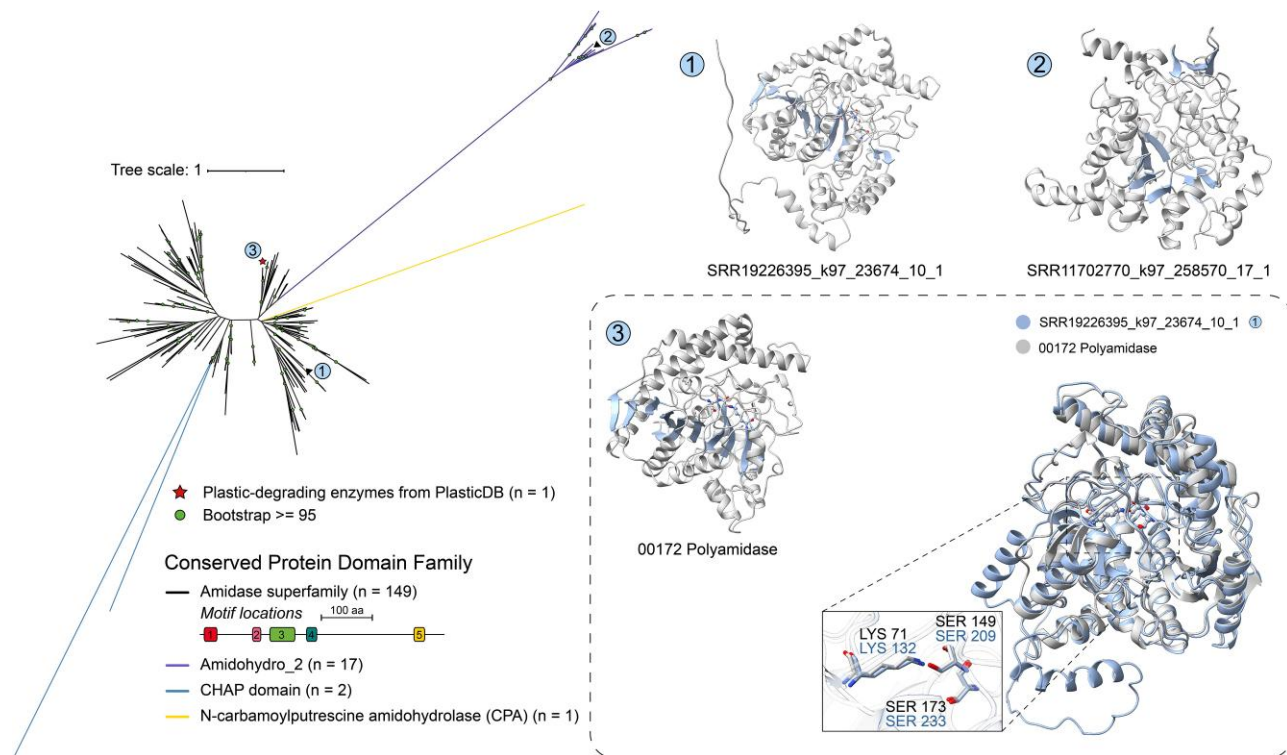 2
1
2
Tree scale: 1
3
SRR19226395_k97_23674_10_1
SRR11702770_k97_258570_17_1
1
3
SRR19226395_k97_23674_10_1 1
00172 Polyamidase
Plastic-degrading enzymes from PlasticDB (n = 1)
Bootstrap >= 95
00172 Polyamidase
Conserved Protein Domain Family
Amidase superfamily (n = 149)
Motif locations 100 aa
1 2 3 4 5
Amidohydro_2 (n = 17)
CHAP domain (n = 2)
N-carbamoylputrescine amidohydrolase (CPA) (n = 1)
LYS 71
LYS 132
SER 149
SER 209
SER 173
SER 233